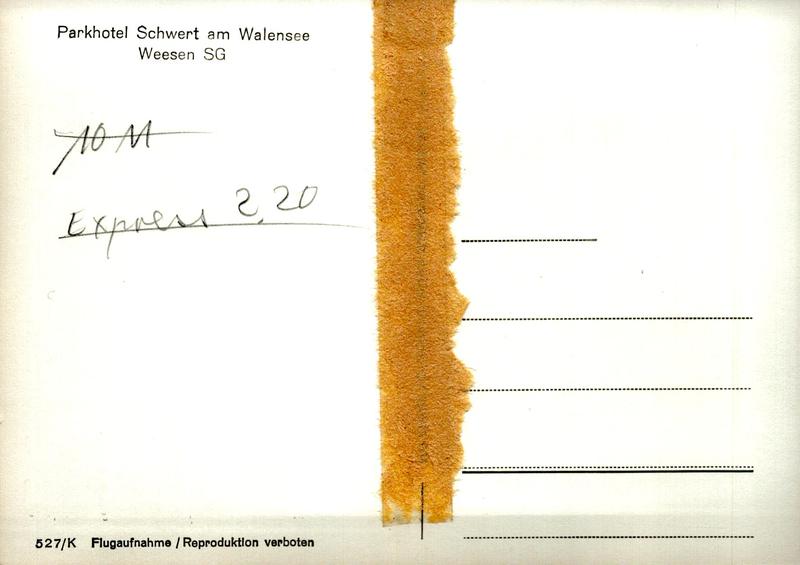 Parkhotel Schwert am Walensee
Weesen SG
10 M
Express 2.20
527/K Flugaufnahme / Reproduktion verboten